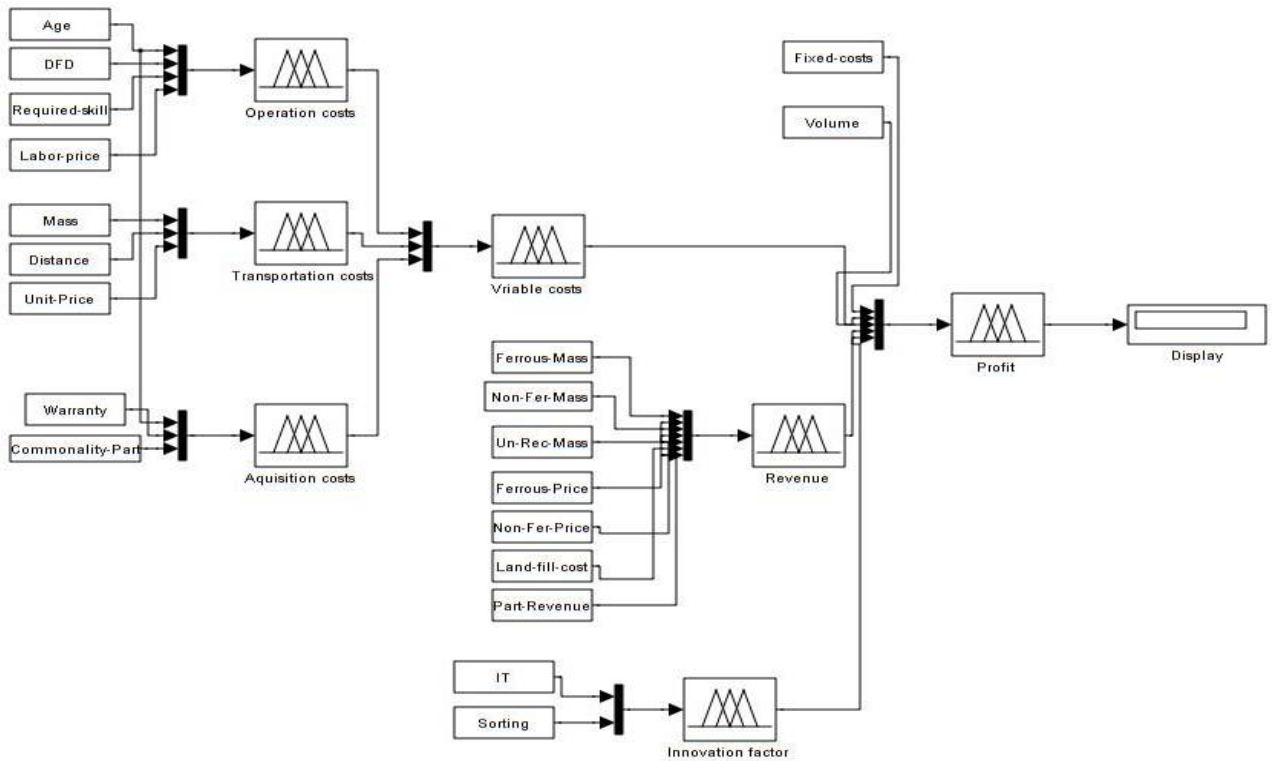 Age
DFD
Required-skill
Labor-price
Operation costs
Mass
Distance
Unit-Price
Transportation costs
Warranty
Commonality-Part
Aquisition costs
Vriable costs
Fixed-costs
Volume
Ferrous-Mass
Non-Fer-Mass
Un-Rec-Mass
Ferrous-Price
Non-Fer-Price
Land-fill-cost
Part-Revenue
Revenue
IT
Sorting
Innovation factor
Profit
Display